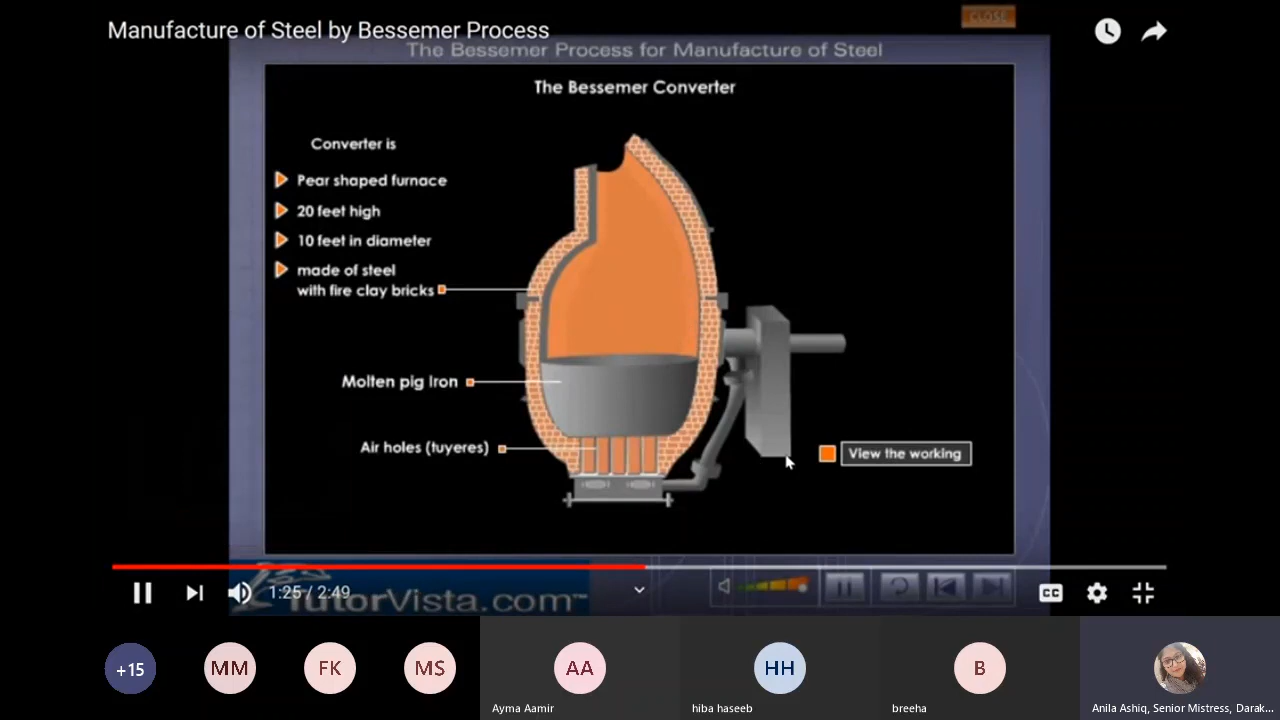 Manufacture of Steel by Bessemer Process
CLOSE
The Bessemer Process for Manufacture of Steel
The Bessemer Converter
Converter is
Pear shaped furnace
20 feet high
10 feet in diameter
made of steel
with fire clay bricks
Molten pig Iron
Air holes (tuyeres)
View the working
1:25 / 2:49
TutorVista.com™
CC
+15
MM
FK
MS
AA
HH
B
Ayma Aamir
hiba haseeb
breeha
Anila Ashiq, Senior Mistress, Darak...